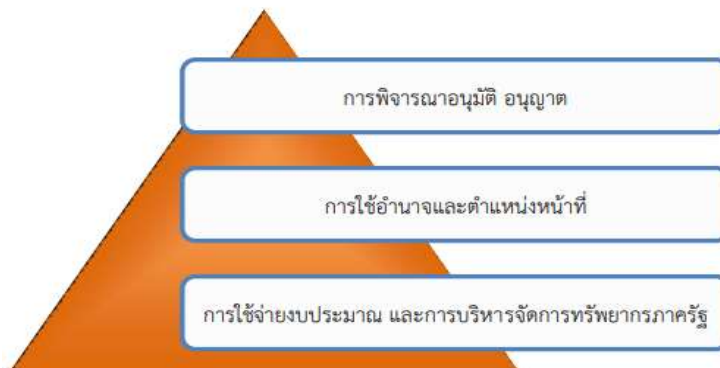 การพิจารณาอนุมัติ อนุญาต
การใช้อำนาจและตำแหน่งหน้าที่
การใช้จ่ายงบประมาณ และการบริหารจัดการทรัพยากรภาครัฐ